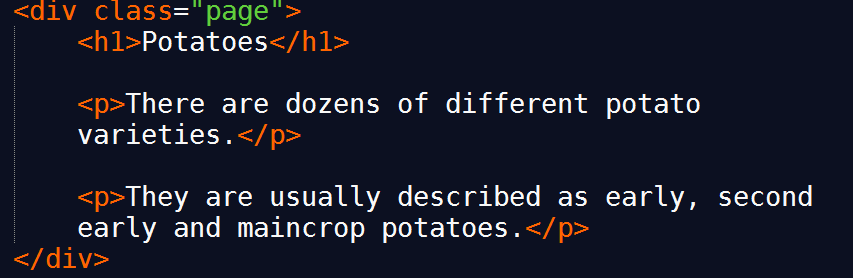 <div class="page">
<h1>Potatoes</h1>
<p>There are dozens of different potato
varieties.</p>
<p>They are usually described as early, second
early and maincrop potatoes.</p>
</div>